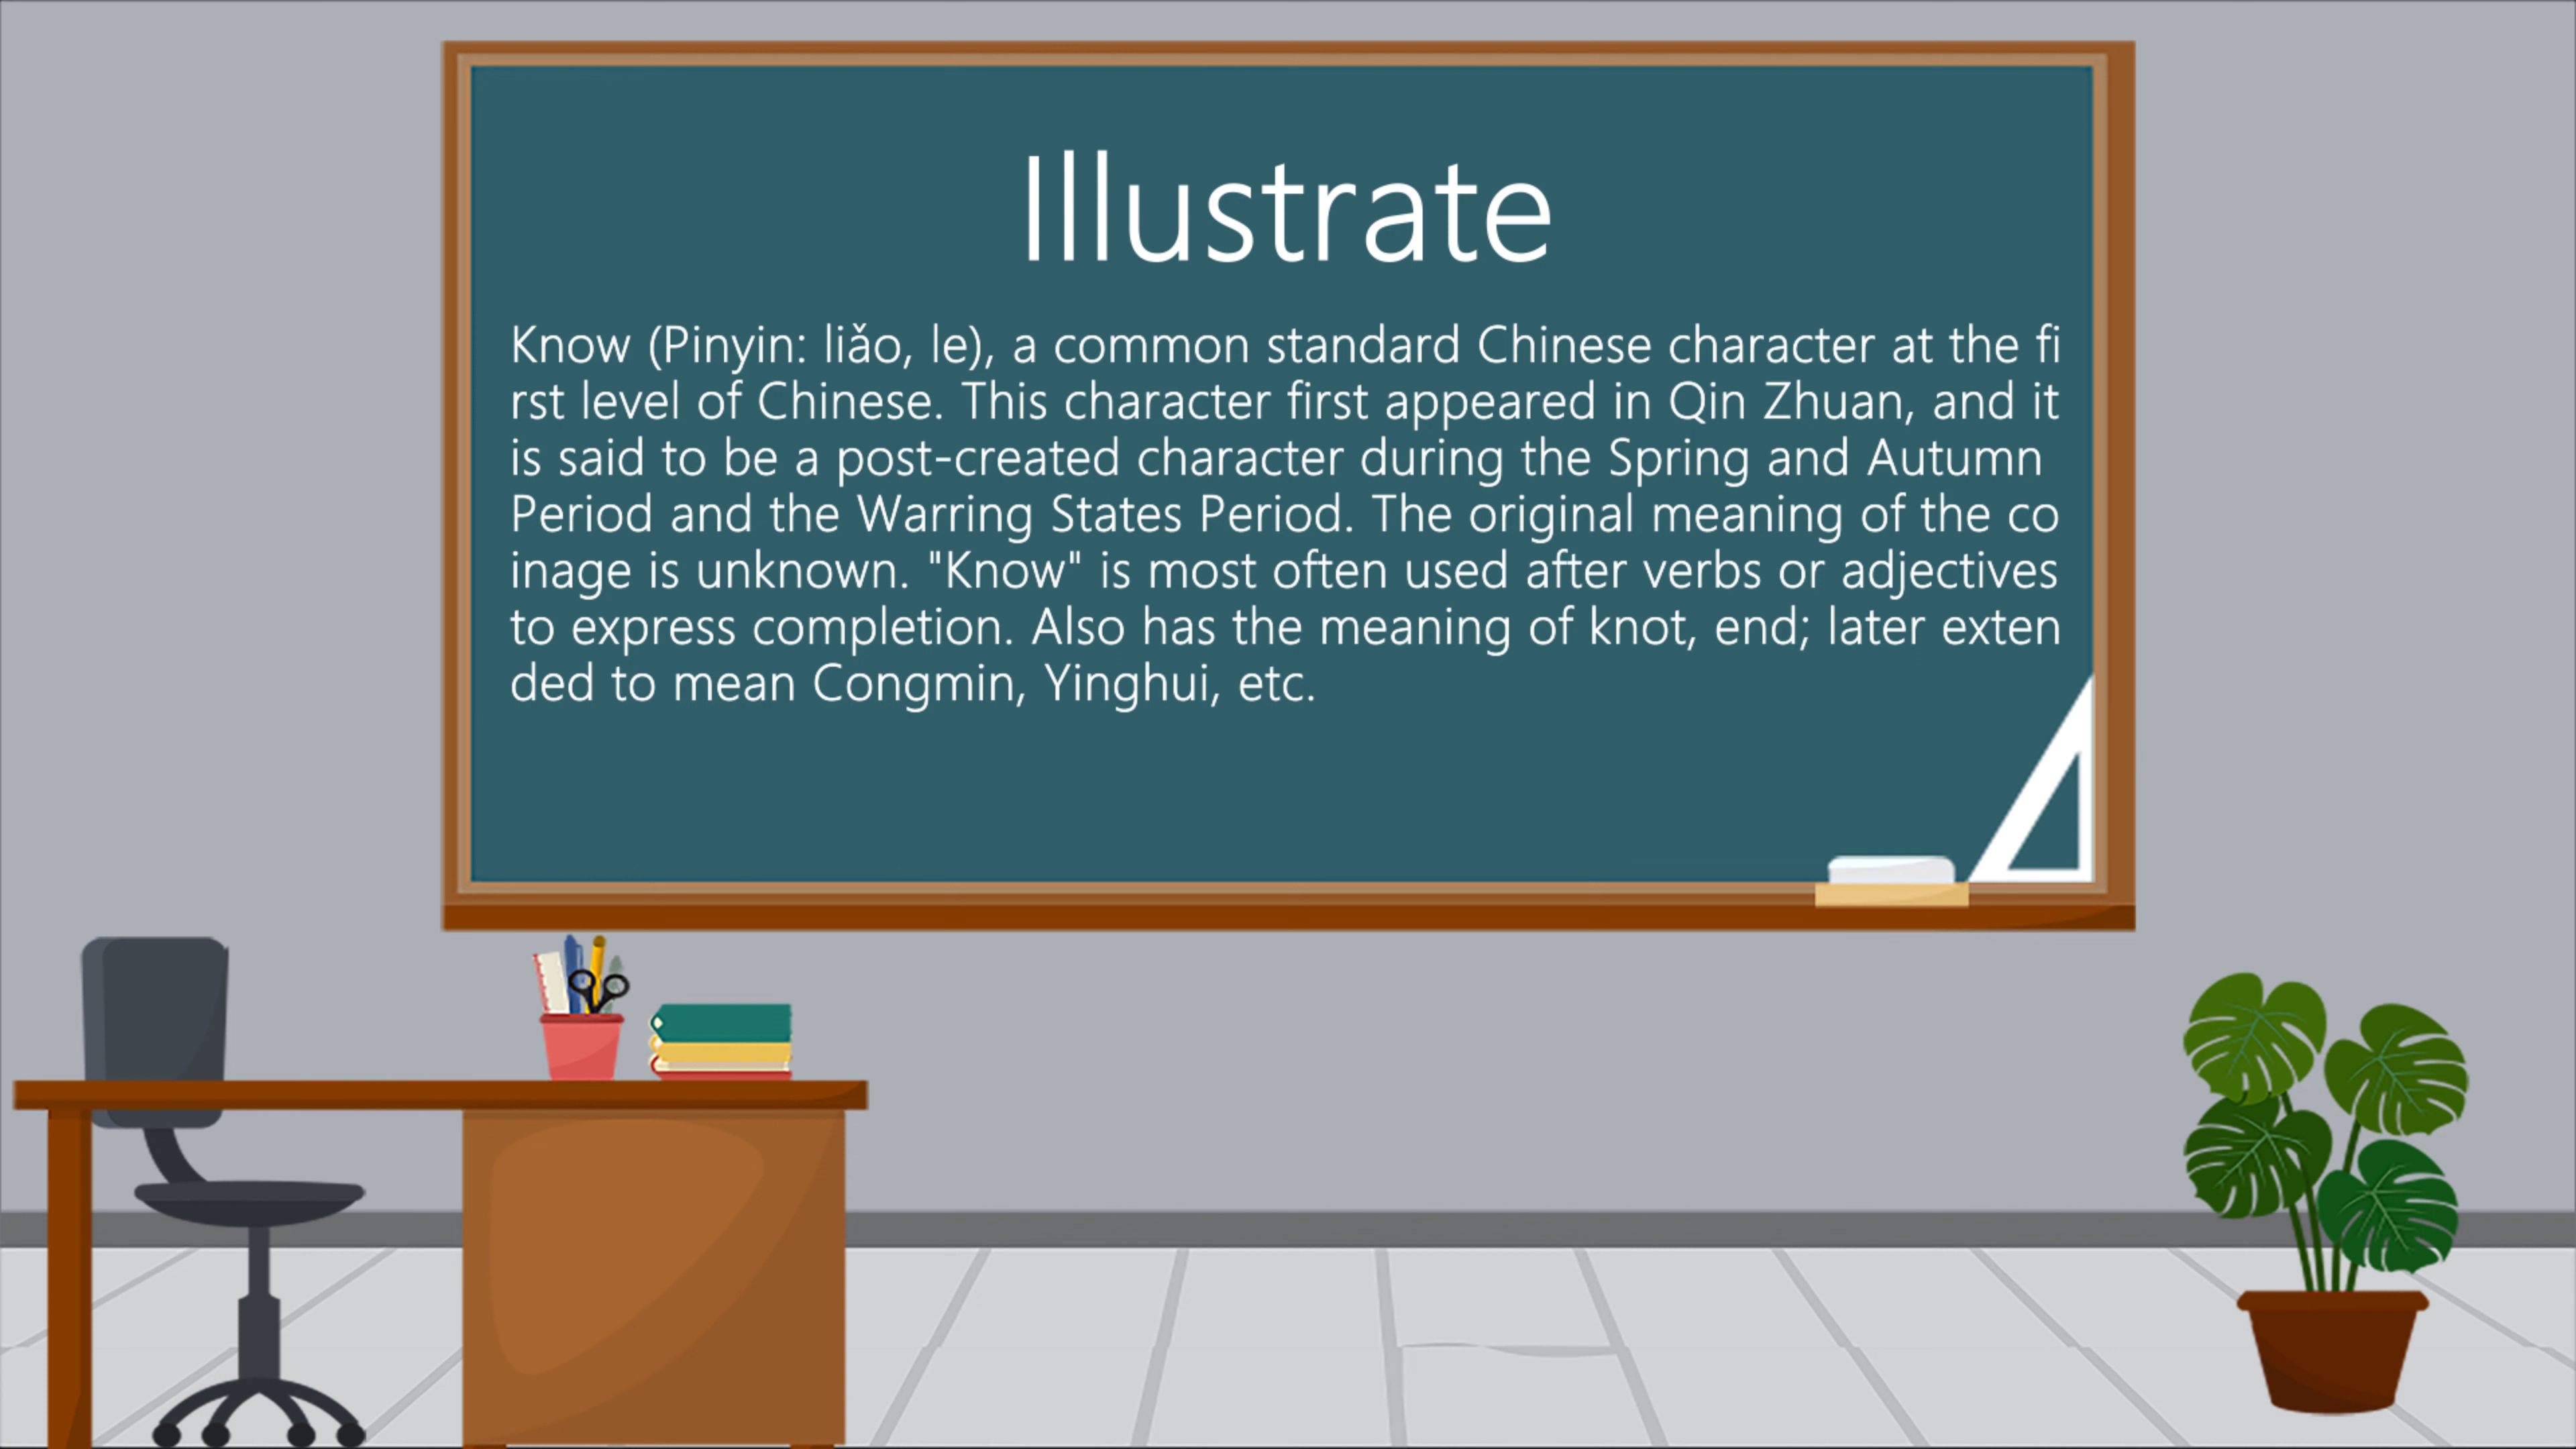 Illustrate
Know (Pinyin: liǎo, le), a common standard Chinese character at the fi
rst level of Chinese. This character first appeared in Qin Zhuan, and it
is said to be a post-created character during the Spring and Autumn
Period and the Warring States Period. The original meaning of the co
inage is unknown. "Know" is most often used after verbs or adjectives
to express completion. Also has the meaning of knot, end; later exten
ded to mean Congmin, Yinghui, etc.